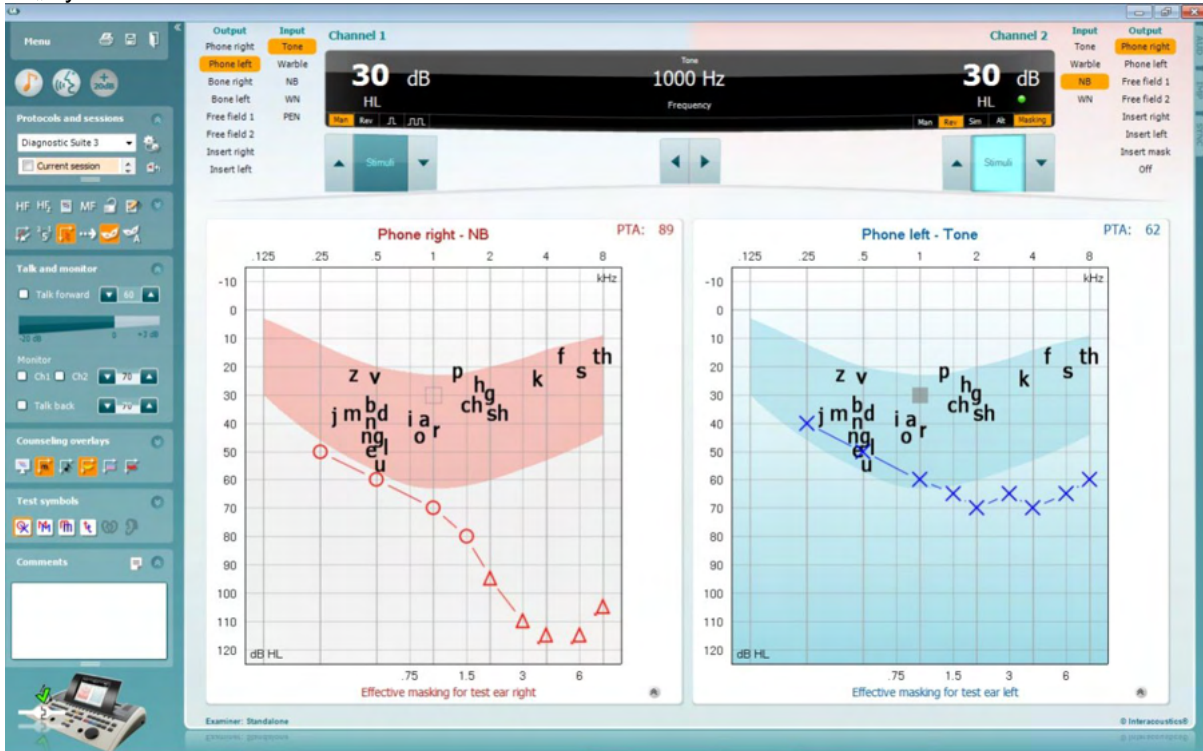 Menu
Output Input Channel 1
Phone right Tone
Phone left Warble
Bone right NB
Bone left WN
Free field 1 PEN
Free field 2
Insert right
Insert left
30 dB
HL
Man Rev
Tone
1000 Hz
Frequency
Channel 2 Input Output
Tone Phone right
Warble Phone left
NB Free field 1
WN Free field 2
Insert right
Insert left
Insert mask
Off
30 dB
HL
Man Rev Sim Alt Masking
Stimuli
Stimuli
+
20dB
Protocols and sessions
Diagnostic Suite 3
Current session
HF MF
Talk and monitor
Talk forward 60
-20 dB 0 +3 dB
Monitor
Ch1 Ch2 70
Talk back 70
Counseling overlays
Test symbols
Comments
Phone right - NB PTA: 89
.125 .25 .5 1 2 4 8
kHz
-10
0
10
20
30
40
50
60
70
80
90
100
110
120
dB HL
z v p h g k f s th
j m b d n ng e l u i a o r ch sh
.75 1.5 3 6
Effective masking for test ear right
Phone left - Tone PTA: 62
.125 .25 .5 1 2 4 8
kHz
-10
0
10
20
30
40
50
60
70
80
90
100
110
120
dB HL
z v p h g k f s th
j m b d n ng e l u i a o r ch sh
.75 1.5 3 6
Effective masking for test ear left
Examiner: Standalone
© Interacoustics®